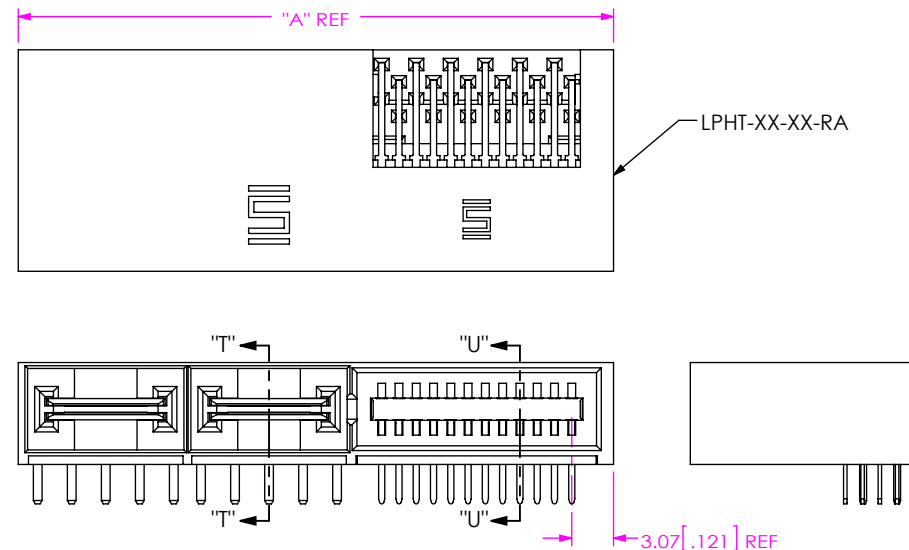 "A" REF
LPHT-XX-XX-RA
"T" "U"
"T" "U"
3.07[.121] REF